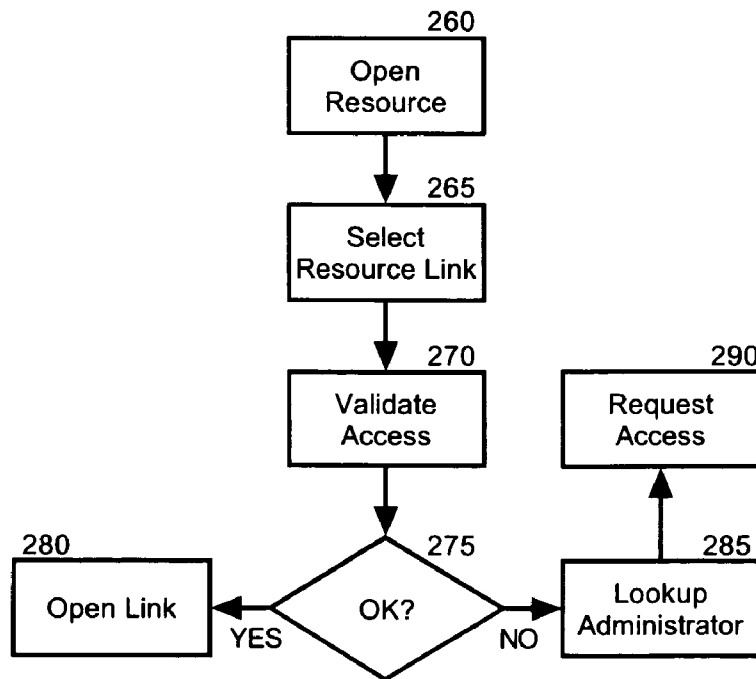 260
Open
Resource
265
Select
Resource Link
270
Validate
Access
290
Request
Access
275
OK?
YES
NO
280
Open Link
285
Lookup
Administrator